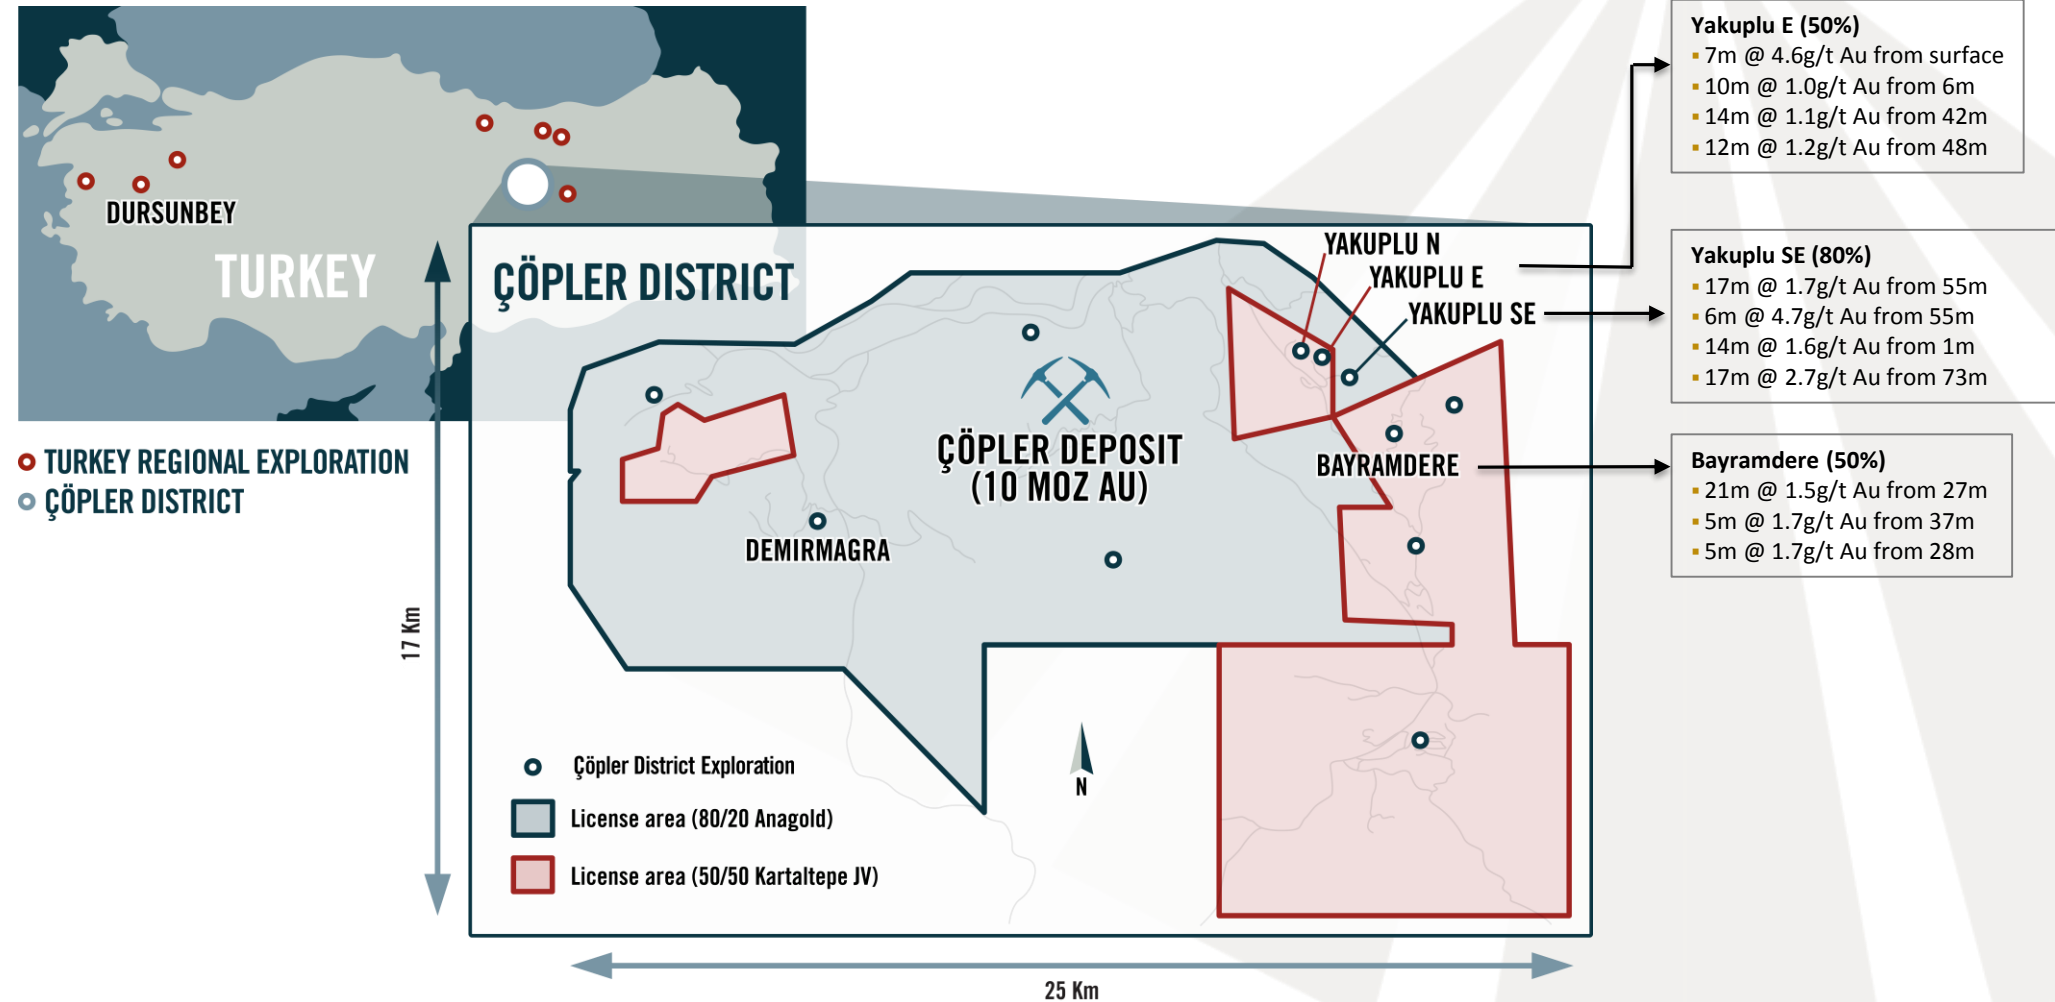 DURSUNBEY
TURKEY
TURKEY REGIONAL EXPLORATION
ÇÖPLER DISTRICT
17 Km
ÇÖPLER DISTRICT
YAKUPLU N
YAKUPLU E
YAKUPLU SE
ÇÖPLER DEPOSIT
(10 MOZ AU)
BAYRAMDERE
DEMIRMAGRA
N
Çöpler District Exploration
License area (80/20 Anagold)
License area (50/50 Kartaltepe JV)
25 Km
Yakuplu E (50%)
▪ 7m @ 4.6g/t Au from surface
▪ 10m @ 1.0g/t Au from 6m
▪ 14m @ 1.1g/t Au from 42m
▪ 12m @ 1.2g/t Au from 48m
Yakuplu SE (80%)
▪ 17m @ 1.7g/t Au from 55m
▪ 6m @ 4.7g/t Au from 55m
▪ 14m @ 1.6g/t Au from 1m
▪ 17m @ 2.7g/t Au from 73m
Bayramdere (50%)
▪ 21m @ 1.5g/t Au from 27m
▪ 5m @ 1.7g/t Au from 37m
▪ 5m @ 1.7g/t Au from 28m